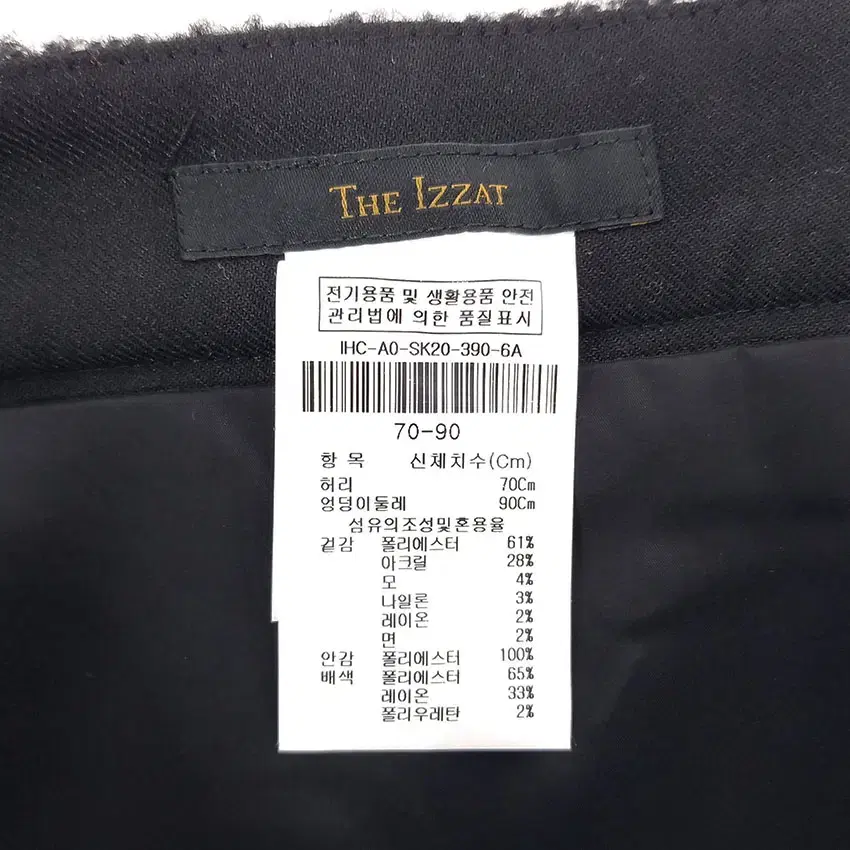 THE IZZAT
전기용품 및 생활용품 안전
관리법에 의한 품질표시
IHC-A0-SK20-390-6A
70-90
항 목 신체치수(Cm)
허리 70Cm
엉덩이둘레 90Cm
섬유의조성및혼용율
겉감 폴리에스터 61%
아크릴 28%
모 4%
나일론 3%
레이온 2%
면 2%
안감 폴리에스터 100%
배색 폴리에스터 65%
레이온 33%
폴리우레탄 2%